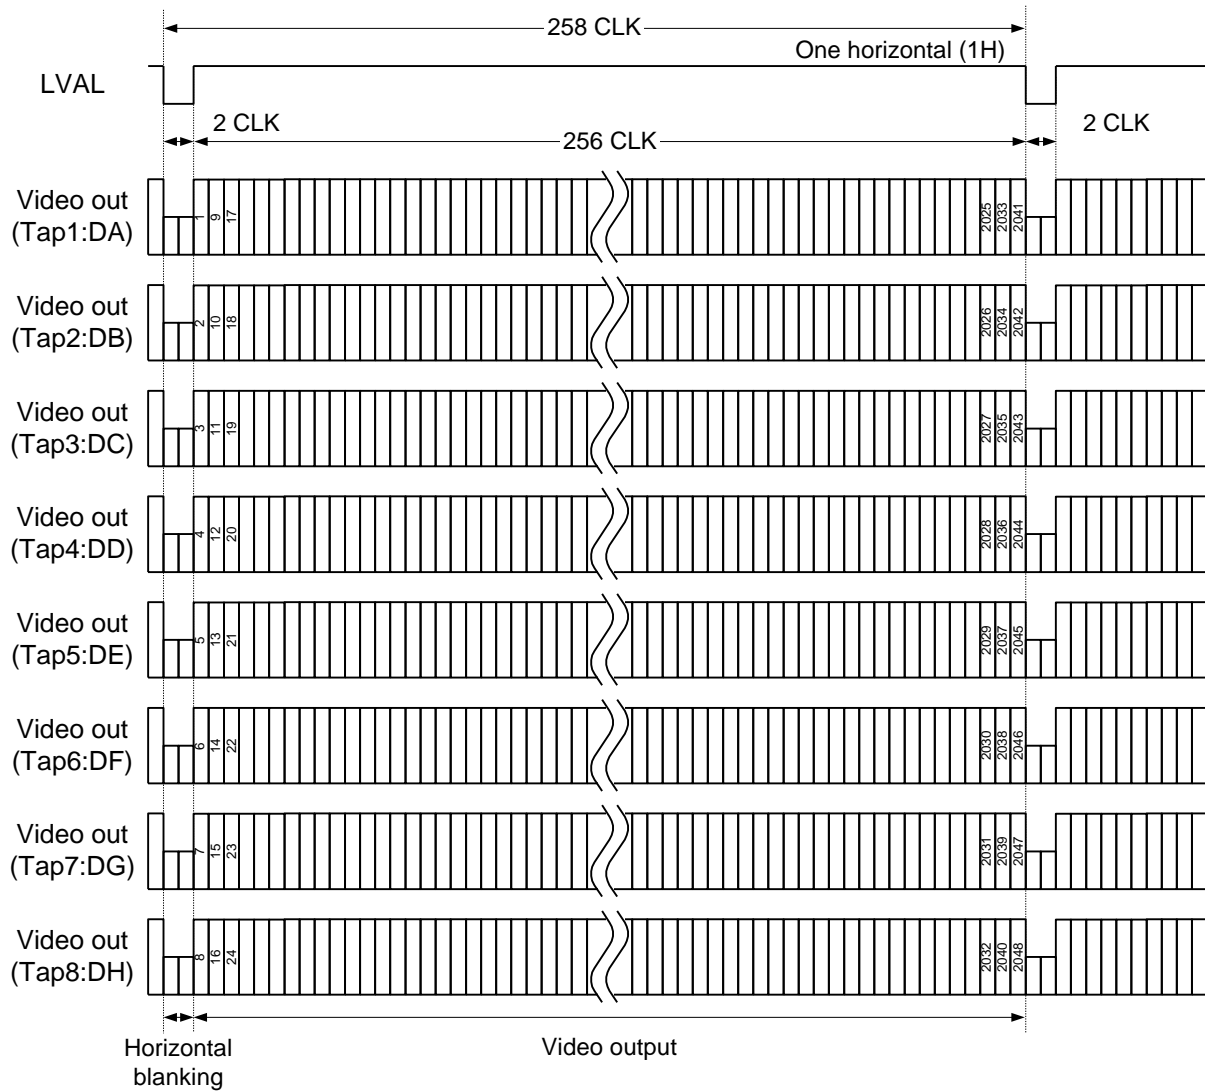 258 CLK
One horizontal (1H)
LVAL
2 CLK
256 CLK
2 CLK
Video out
(Tap1:DA)
1
9
17
2025
2033
2041
Video out
(Tap2:DB)
2
10
18
2026
2034
2042
Video out
(Tap3:DC)
3
11
19
2027
2035
2043
Video out
(Tap4:DD)
4
12
20
2028
2036
2044
Video out
(Tap5:DE)
5
13
21
2029
2037
2045
Video out
(Tap6:DF)
6
14
22
2030
2038
2046
Video out
(Tap7:DG)
7
15
23
2031
2039
2047
Video out
(Tap8:DH)
8
16
24
2032
2040
2048
Horizontal
blanking
Video output